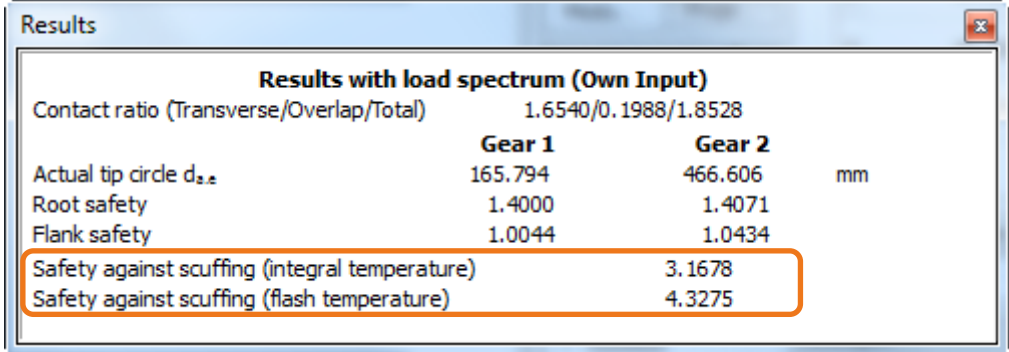 Results
Results with load spectrum (Own Input)
Contact ratio (Transverse/Overlap/Total) 1.6540/0.1988/1.8528
Gear 1 Gear 2
Actual tip circle dₐ.ₑ 165.794 466.606 mm
Root safety 1.4000 1.4071
Flank safety 1.0044 1.0434
Safety against scuffing (integral temperature) 3.1678
Safety against scuffing (flash temperature) 4.3275